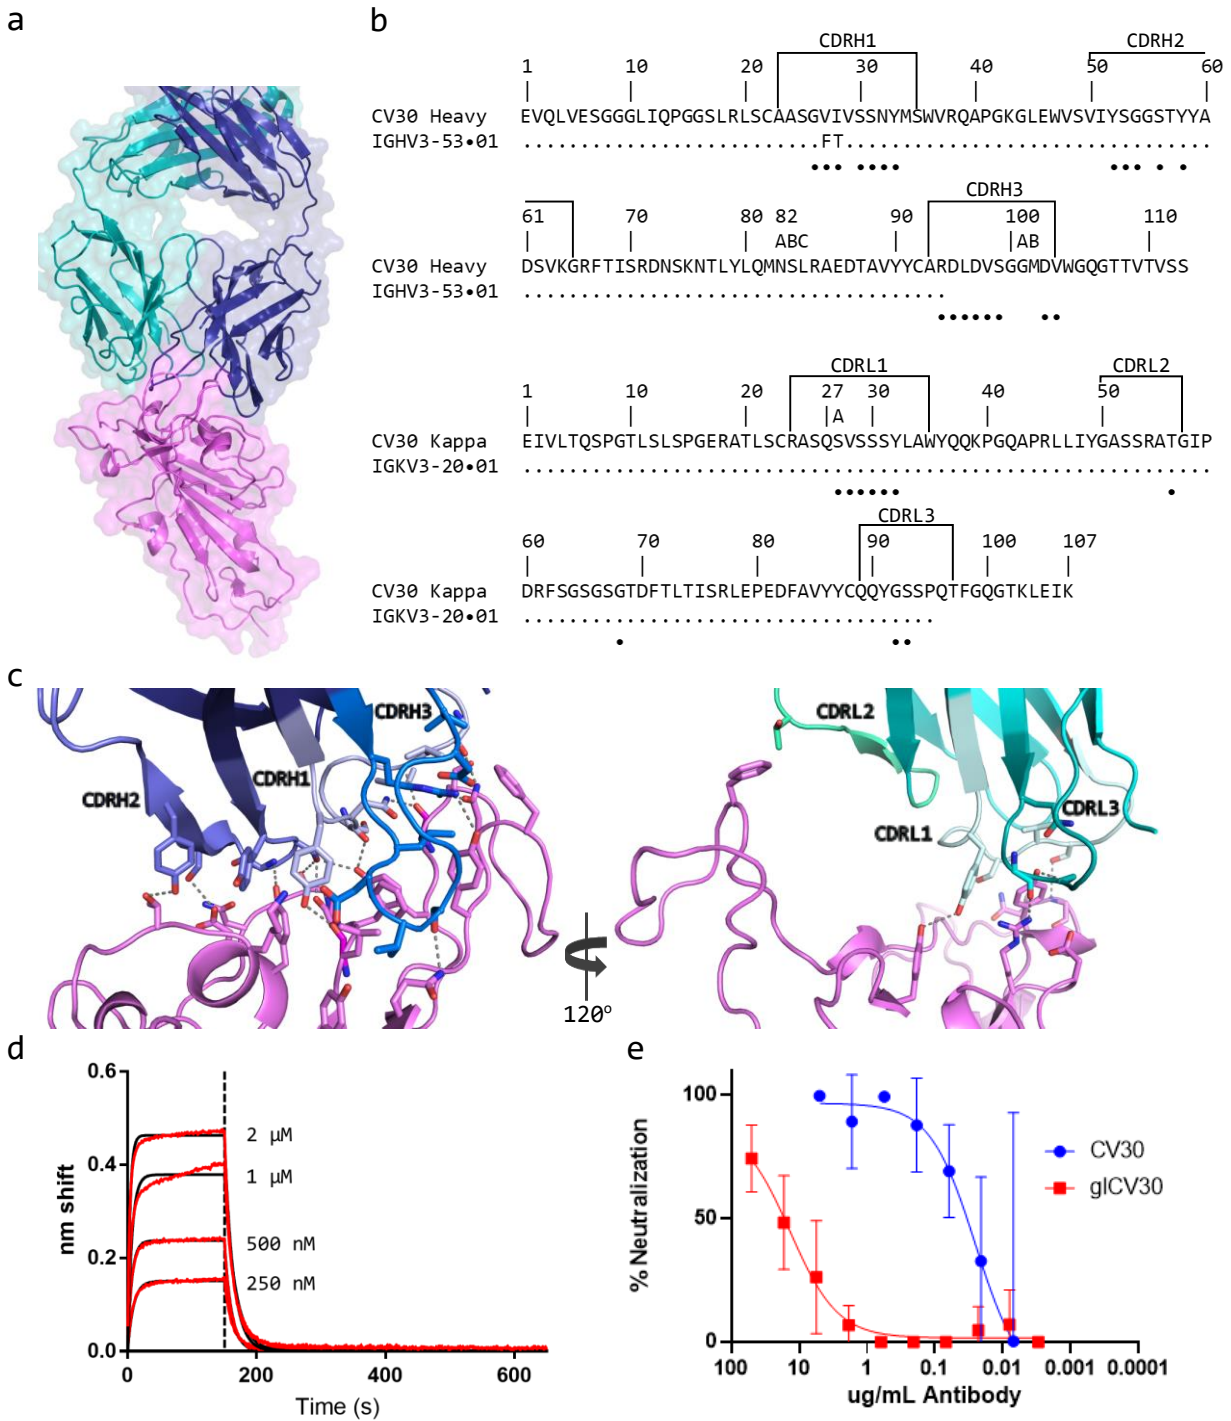 a
b
CDRH1
CDRH2
1 10 20 30 40 50 60
CV30 Heavy EVQLVESGGGLIQPGGSLRLSCAASGVIVSSNYMSWVRQAPGKGLEWVSVIYSGGSTYYA
IGHV3-53•01 ..........................FT................................
•••  ••••  •••  •  •
CDRH3
61 70 80 82 90 100 110
ABC AB
CV30 Heavy DSVKGRFTISRDNSKNTLYLQMNSLRAEDTAVYYCARDLDVSGGMDVWGQGTTVTVSS
IGHV3-53•01 .....................................
•••••• ••
CDRL1
CDRL2
1 10 20 27 30 40 50
A
CV30 Kappa EIVLTQSPGTLSLSPGERATLSCRASQSVSSSYLAWYQQKPGQAPRLLIYGASSRATGIP
IGKV3-20•01 ............................................................
•••••• •
CDRL3
60 70 80 90 100 107
CV30 Kappa DRFSGSGSGTDFTLTISRLEPEDFAVYYCQQYGSSPQTFGQGTKLEIK
IGKV3-20•01 ....................................
• ••
c
CDRH3
CDRH1
CDRH2
CDRL2
CDRL1
CDRL3
120°
d
0.6
0.4
0.2
0.0
nm shift
2 µM
1 µM
500 nM
250 nM
0 200 400 600
Time (s)
e
100
50
0
% Neutralization
CV30
glCV30
100 10 1 0.1 0.01 0.001 0.0001
ug/mL Antibody